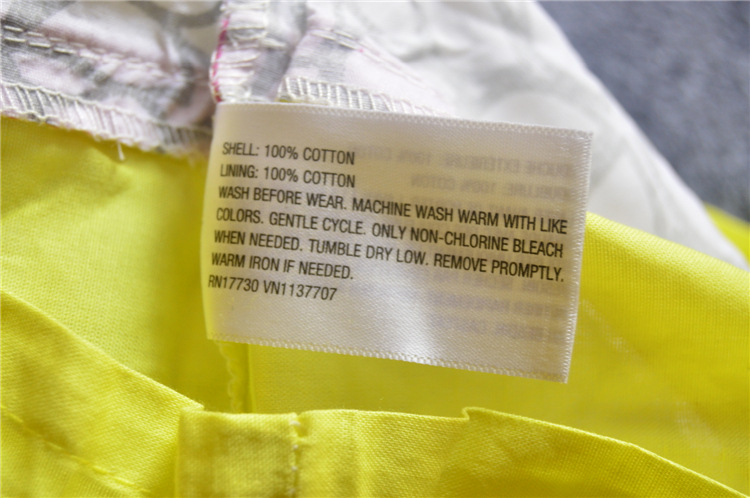 SHELL: 100% COTTON
LINING: 100% COTTON
WASH BEFORE WEAR. MACHINE WASH WARM WITH LIKE
COLORS. GENTLE CYCLE. ONLY NON-CHLORINE BLEACH
WHEN NEEDED. TUMBLE DRY LOW. REMOVE PROMPTLY.
WARM IRON IF NEEDED.
RN17730 VN1137707